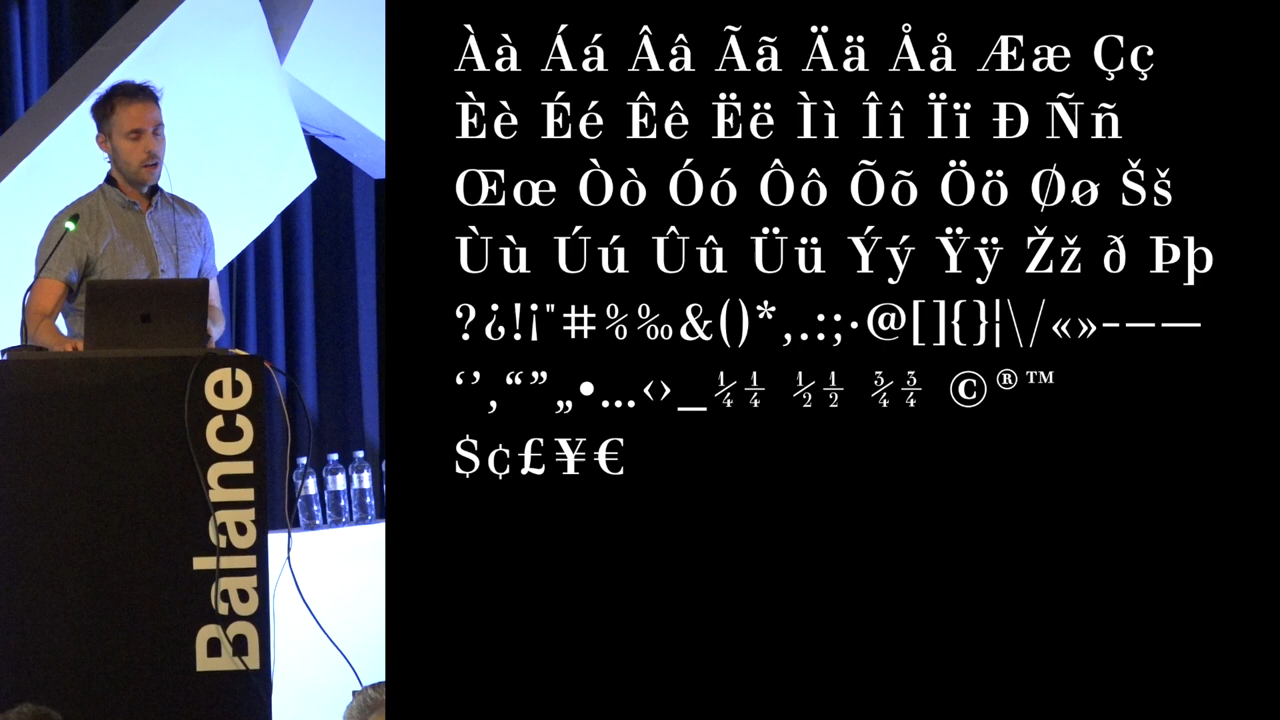 Àà Áá Ââ Ãã Ää Åå Ææ Çç
Èè Éé Êê Ëë Ìì Îî Ïï Ð Ññ
Œœ Òò Óó Ôô Õõ Öö Øø Šš
Ùù Úú Ûû Üü Ýý Ÿÿ Žž ð Þþ
?¿!¡"#%‰&()*,.:;·@[]{}¦\/«»-–—
‘’‚“”„•…‹›_¼¼ ½½ ¾¾ ©®™
$¢£¥€
Balance